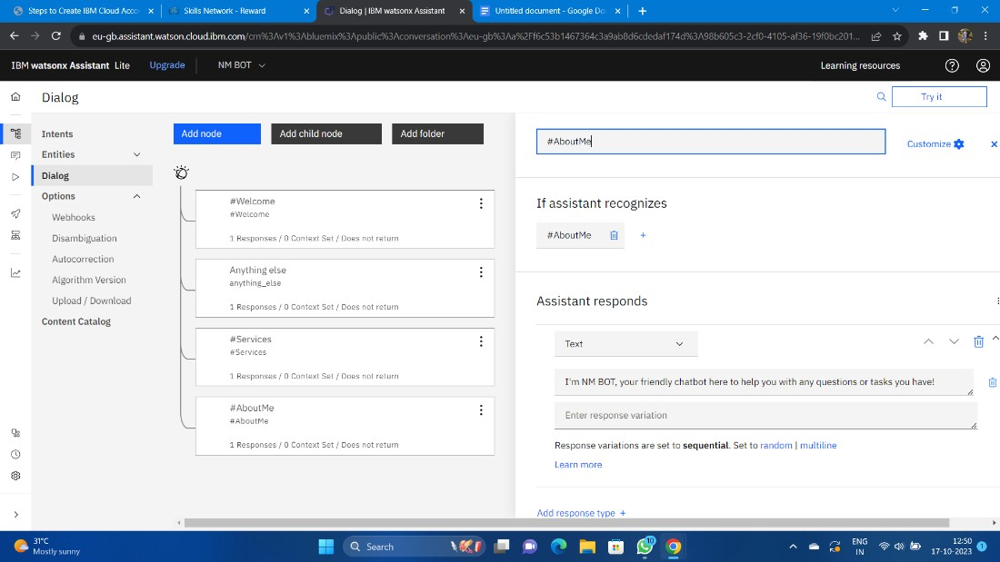 Steps to Create IBM Cloud Acco
Skills Network - Reward
Dialog | IBM watsonx Assistant
Untitled document - Google Do
eu-gb.assistant.watson.cloud.ibm.com/crn%3Av1%3Abluemix%3Apublic%3Aconversation%3Aeu-gb%3Aa%2Ff6c53b1467364c3a9ab8d6cdedaf174d%3A98b605c3-2cf0-4105-af36-19f0bc201...
IBM watsonx Assistant Lite
Upgrade
NM BOT
Learning resources
Dialog
Try it
Intents
Entities
Dialog
Options
Webhooks
Disambiguation
Autocorrection
Algorithm Version
Upload / Download
Content Catalog
Add node
Add child node
Add folder
#Welcome
#Welcome
1 Responses / 0 Context Set / Does not return
Anything else
anything_else
1 Responses / 0 Context Set / Does not return
#Services
#Services
1 Responses / 0 Context Set / Does not return
#AboutMe
#AboutMe
1 Responses / 0 Context Set / Does not return
#AboutMe
Customize
If assistant recognizes
#AboutMe
Assistant responds
Text
I'm NM BOT, your friendly chatbot here to help you with any questions or tasks you have!
Enter response variation
Response variations are set to sequential. Set to random | multiline
Learn more
Add response type +
31°C
Mostly sunny
Search
10
ENG
IN
12:50
17-10-2023
1